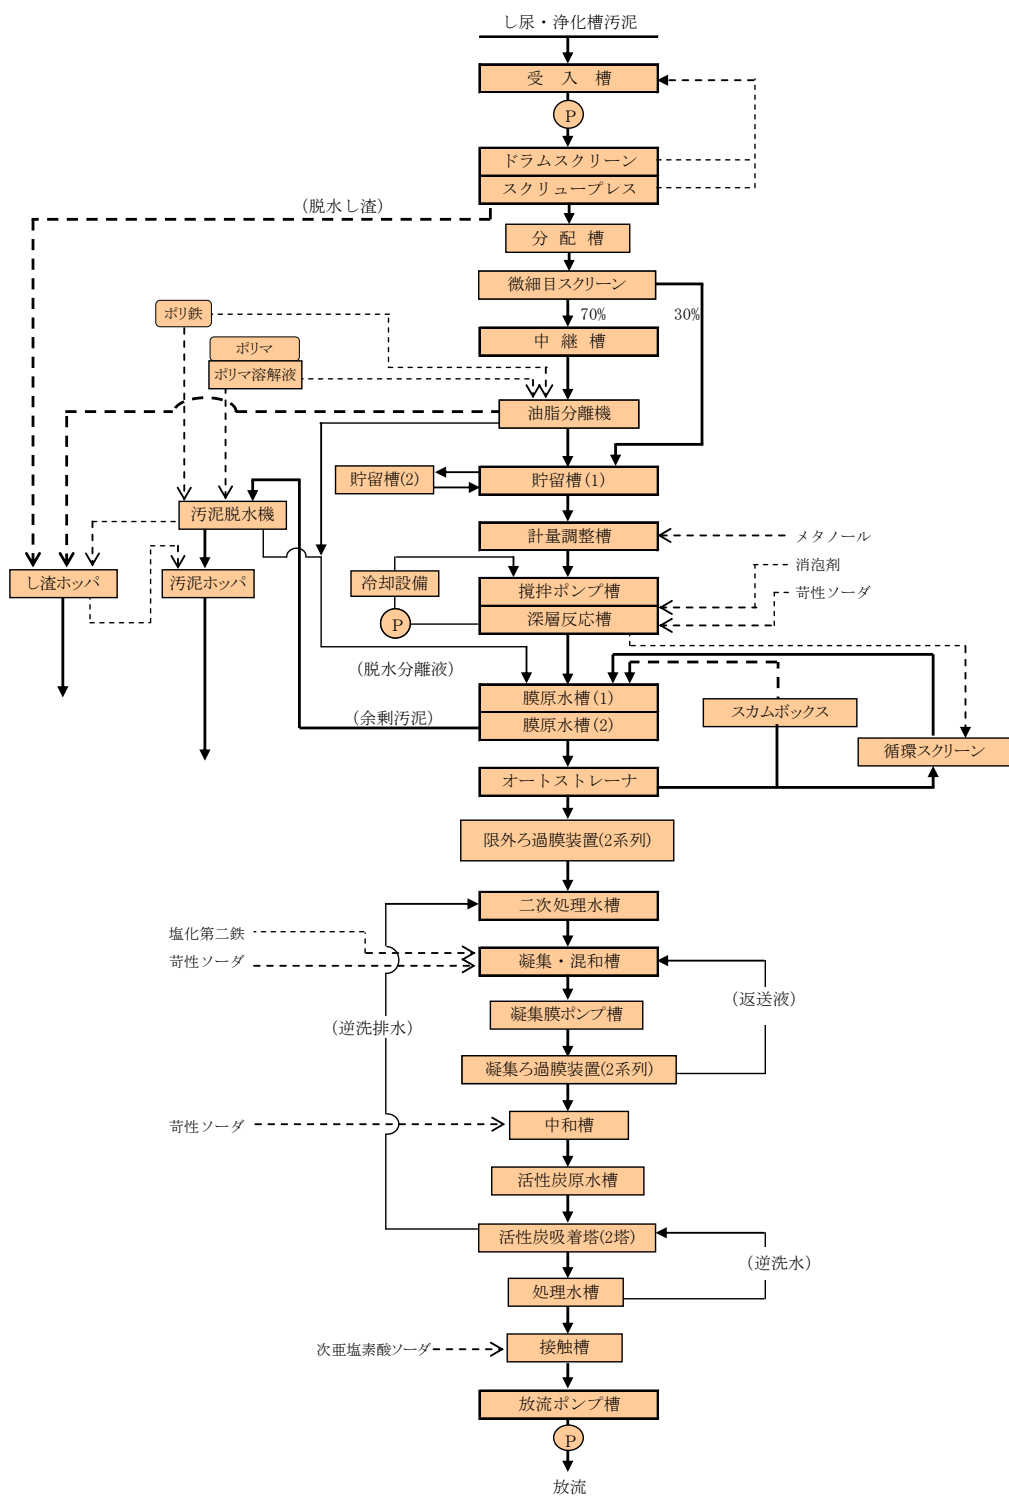 し尿・浄化槽汚泥
受 入 槽
P
ドラムスクリーン
スクリュープレス
(脱水し渣)
分 配 槽
微細目スクリーン
70%
30%
ポリ鉄
中 継 槽
ポリマ
ポリマ溶解液
油脂分離機
貯留槽(2)
貯留槽(1)
汚泥脱水機
計量調整槽
メタノール
消泡剤
し渣ホッパ
汚泥ホッパ
冷却設備
撹拌ポンプ槽
苛性ソーダ
P
深層反応槽
(脱水分離液)
膜原水槽(1)
スカムボックス
(余剰汚泥)
膜原水槽(2)
循環スクリーン
オートストレーナ
限外ろ過膜装置(2系列)
二次処理水槽
塩化第二鉄
苛性ソーダ
凝集・混和槽
(返送液)
凝集膜ポンプ槽
(逆洗排水)
凝集ろ過膜装置(2系列)
苛性ソーダ
中和槽
活性炭原水槽
活性炭吸着塔(2塔)
(逆洗水)
処理水槽
次亜塩素酸ソーダ
接触槽
放流ポンプ槽
P
放流